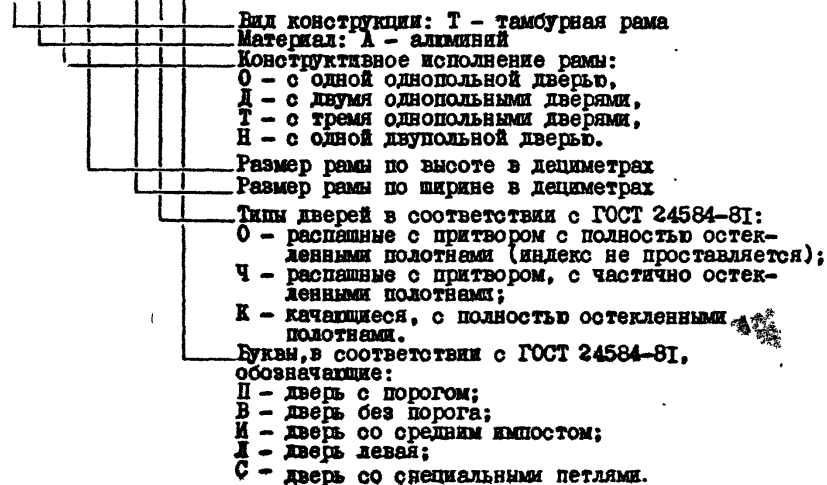 Вид конструкции: Т – тамбурная рама
Материал: А – алюминий
Конструктивное исполнение рамы:
О – с одной однопольной дверью,
Д – с двумя однопольными дверями,
Т – с тремя однопольными дверями,
Н – с одной двупольной дверью.
Размер рамы по высоте в дециметрах
Размер рамы по ширине в дециметрах
Типы дверей в соответствии с ГОСТ 24584-81:
О – распашные с притвором с полностью остек-
ленными полотнами (индекс не проставляется);
Ч – распашные с притвором, с частично остек-
ленными полотнами;
К – качающиеся, с полностью остекленными
полотнами.
Буквы,в соответствии с ГОСТ 24584-81,
обозначающие:
П – дверь с порогом;
В – дверь без порога;
И – дверь со средним импостом;
Л – дверь левая;
С – дверь со специальными петлями.